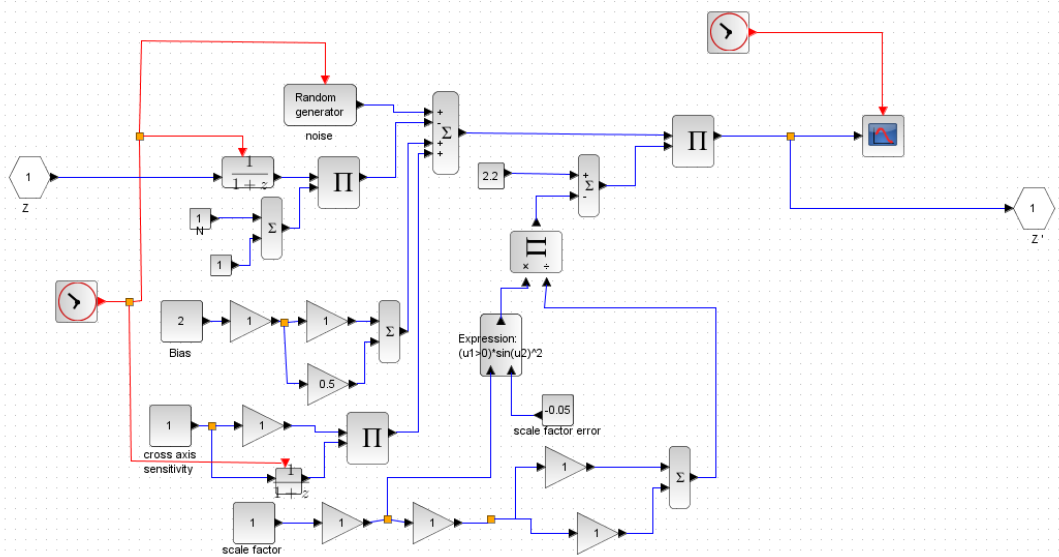 Random
generator
noise
+
-
+
+
Σ
Π
1
1 + z
Π
1
Z
2.2
+
-
Σ
1
N
Σ
1
1
Z '
Π
× ÷
2
Bias
1
1
Σ
0.5
Expression:
(u1>0)*sin(u2)^2
-0.05
scale factor error
1
cross axis
sensitivity
1
Π
1
1 + z
1
Σ
1
scale factor
1
1
1